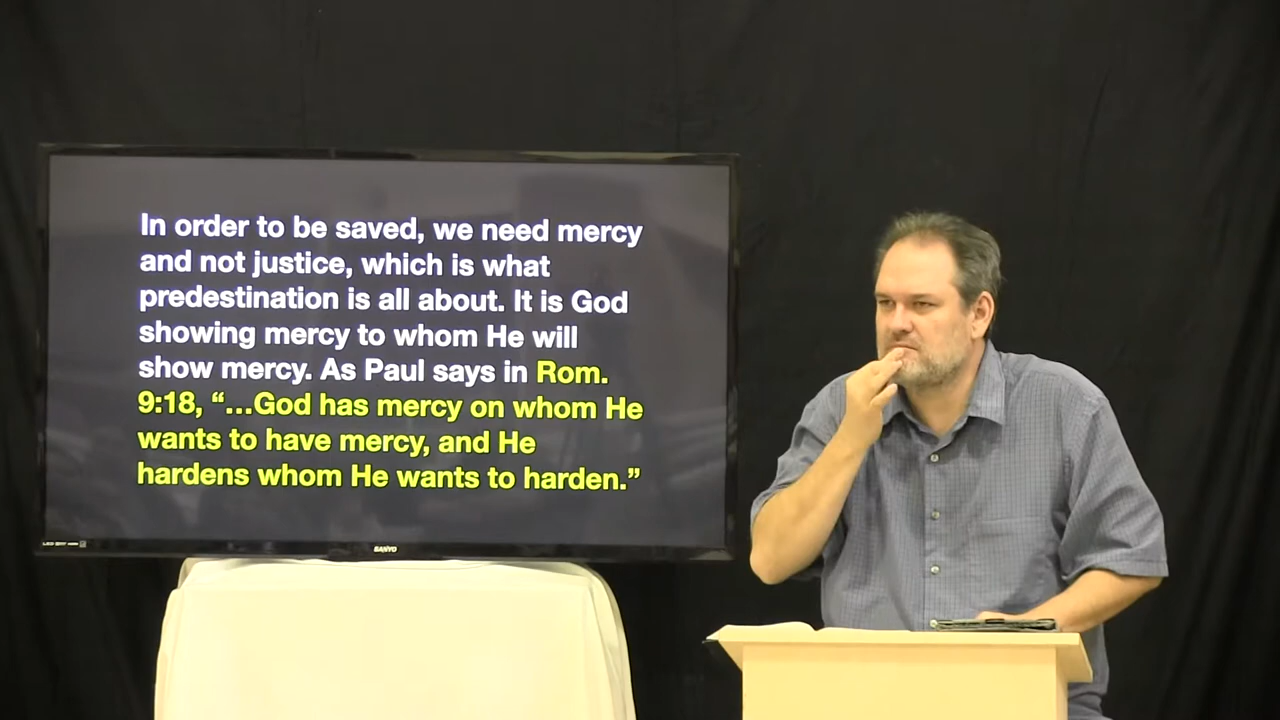 In order to be saved, we need mercy
and not justice, which is what
predestination is all about. It is God
showing mercy to whom He will
show mercy. As Paul says in Rom.
9:18, “…God has mercy on whom He
wants to have mercy, and He
hardens whom He wants to harden.”
SANYO